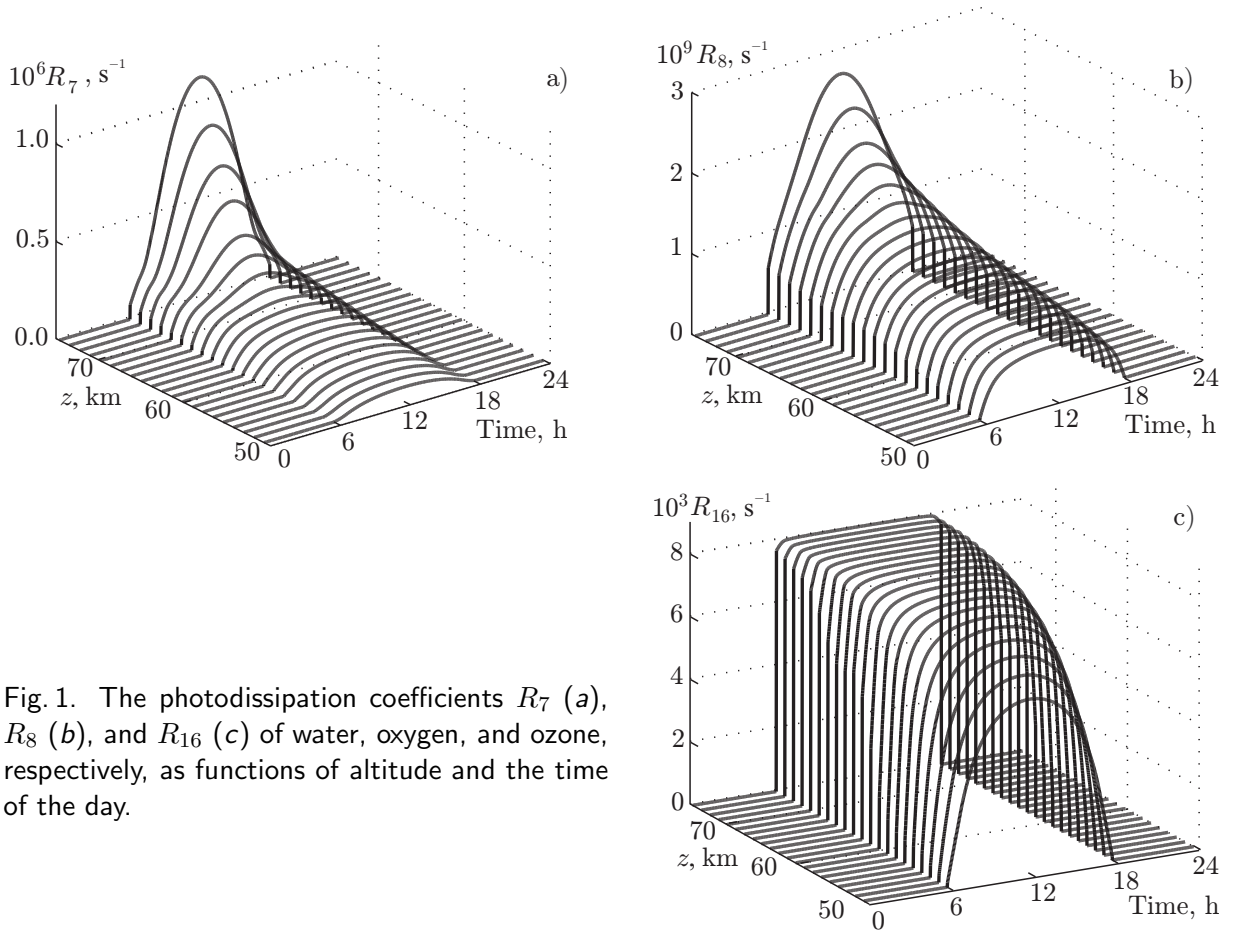 10⁶R₇ , s⁻¹
a)
1.0
0.5
0.0
70
z, km
60
50
0
6
12
18
24
Time, h
10⁹R₈, s⁻¹
b)
3
2
1
0
70
z, km
60
50
0
6
12
18
24
Time, h
10³R₁₆, s⁻¹
c)
8
6
4
2
0
70
z, km
60
50
0
6
12
18
24
Time, h
Fig. 1. The photodissipation coefficients R₇ (a),
R₈ (b), and R₁₆ (c) of water, oxygen, and ozone,
respectively, as functions of altitude and the time
of the day.